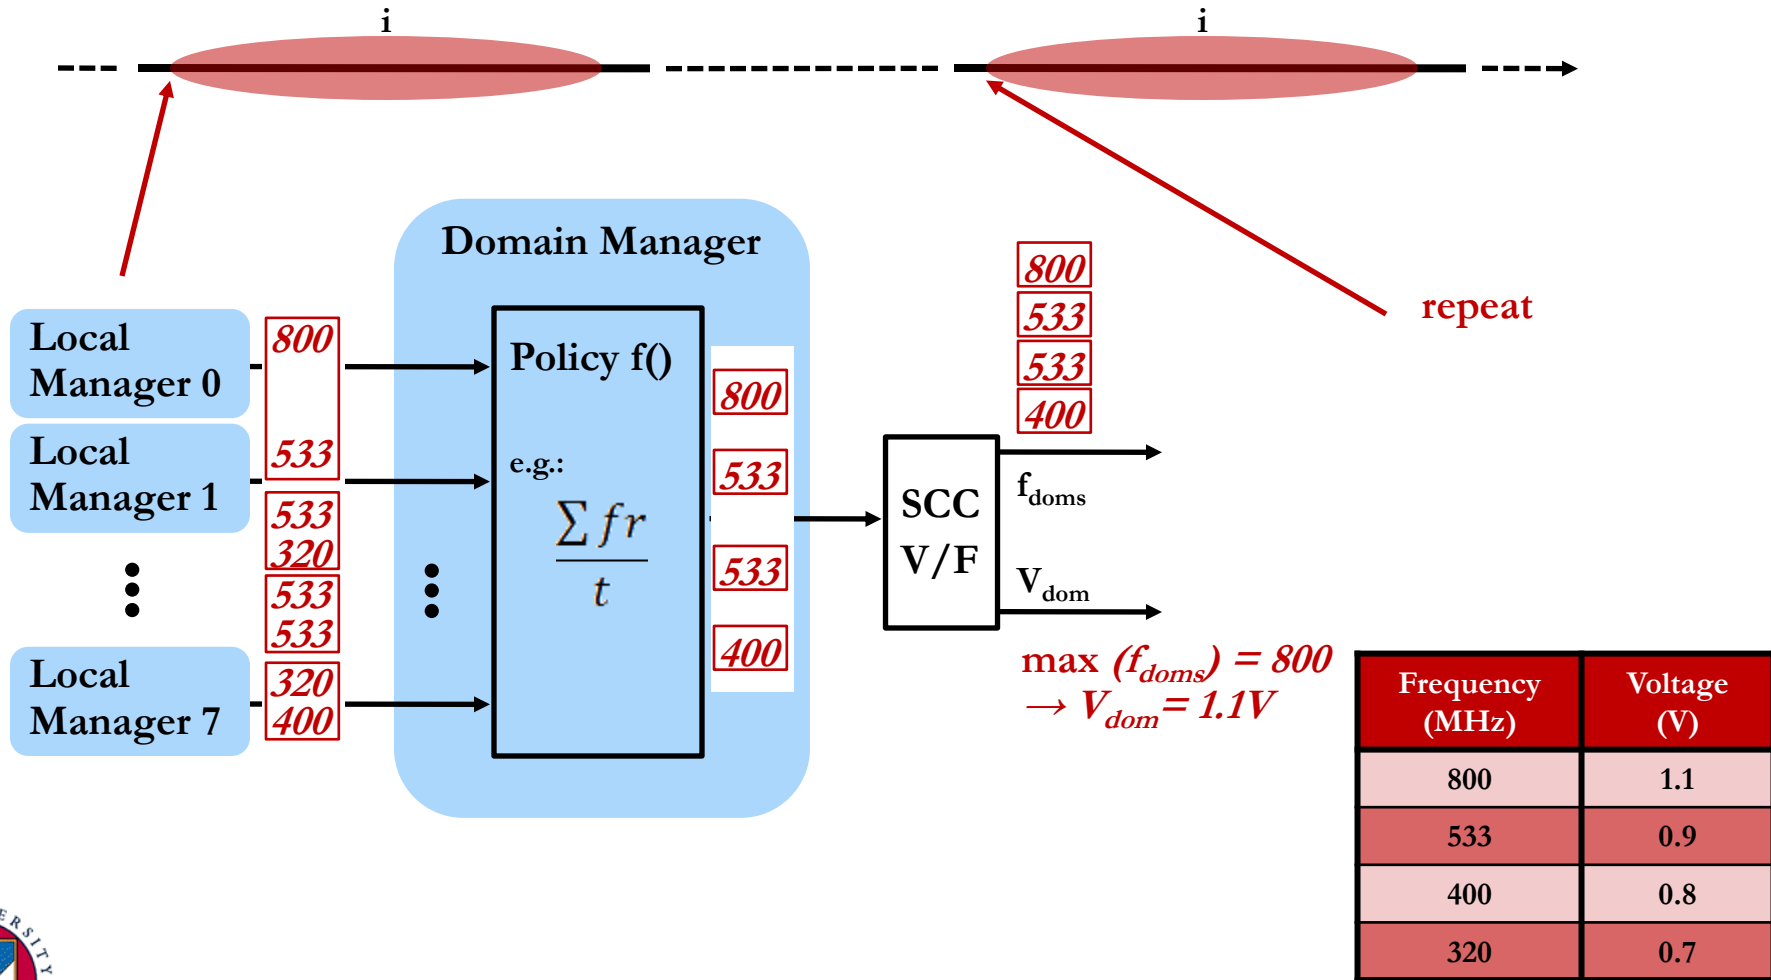 i
i
Domain Manager
Local
Manager 0
Local
Manager 1
Local
Manager 7
800
533
533
320
533
533
320
400
Policy f()
e.g.:
∑ fr
t
800
533
533
400
SCC
V/F
800
533
533
400
f_doms
V_dom
max (f_doms) = 800
→ V_dom = 1.1V
repeat
Frequency (MHz) Voltage (V)
800 1.1
533 0.9
400 0.8
320 0.7